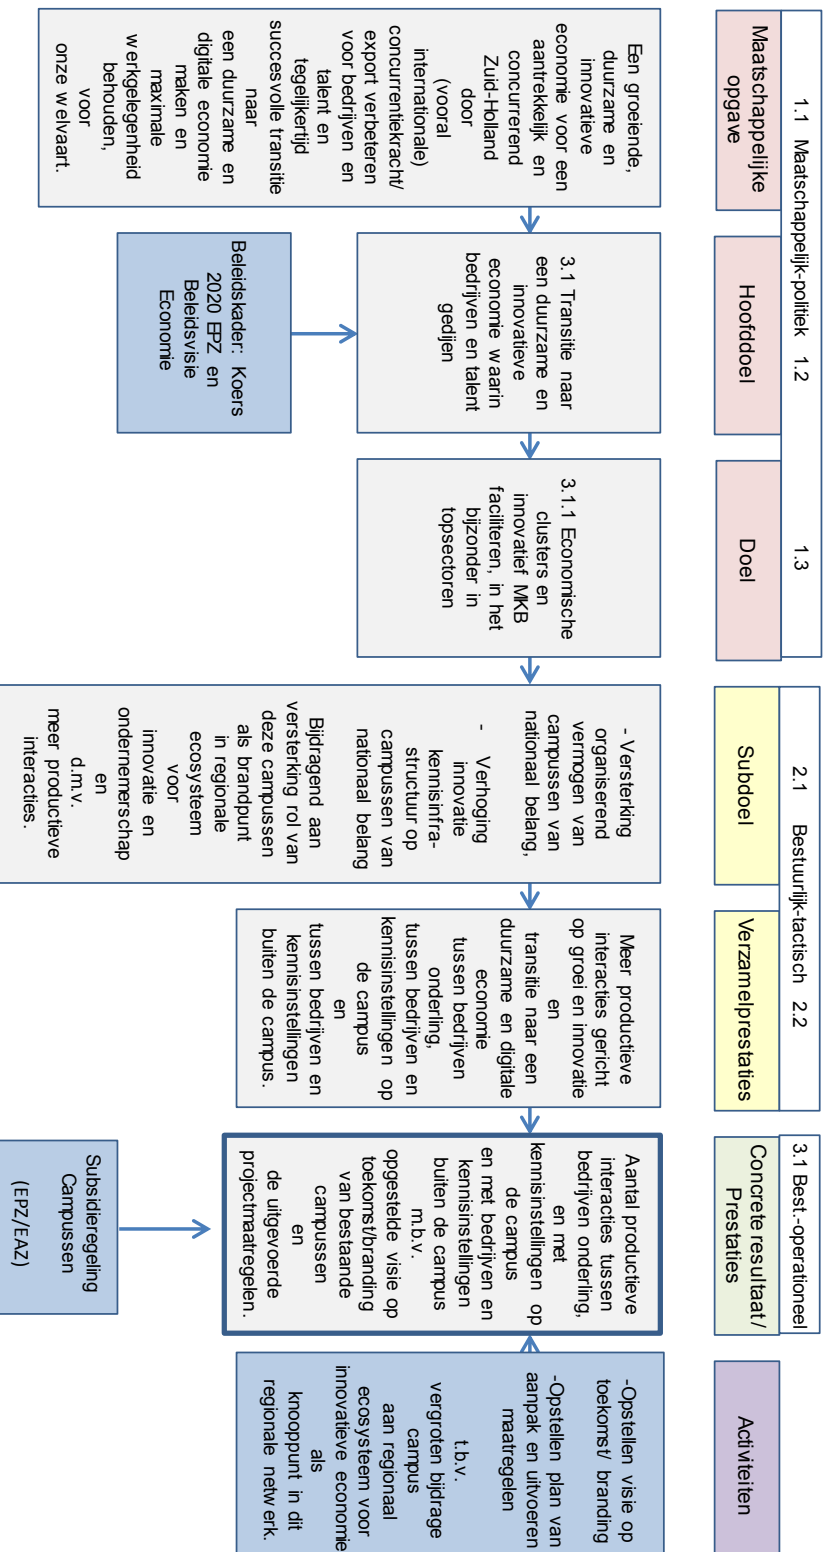 1.1 Maatschappelijk-politiek 1.2
1.3
2.1 Bestuurlijk-tactisch 2.2
3.1 Best.-operationeel
Maatschappelijke
opgave
Hoofddoel
Doel
Subdoel
Verzamelprestaties
Concrete resultaat/
Prestaties
Activiteiten
Een groeiende,
duurzame en
innovatieve
economie voor een
aantrekkelijk en
concurrerend
Zuid-Holland
door
(vooral
internationale)
concurrentiekracht/
export verbeteren
voor bedrijven en
talent en
tegelijkertijd
succesvolle transitie
naar
een duurzame en
digitale economie
maken en
maximale
werkgelegenheid
behouden,
voor
onze welvaart.
3.1 Transitie naar
een duurzame en
innovatieve
economie waarin
bedrijven en talent
gedijen
Beleidskader: Koers
2020 EPZ en
Beleidsvisie
Economie
3.1.1 Economische
clusters en
innovatief MKB
faciliteren, in het
bijzonder in
topsectoren
- Versterking
organiserend
vermogen van
campussen van
nationaal belang,
- Verhoging
innovatie
kennisinfra-
structuur op
campussen van
nationaal belang
Bijdragend aan
versterking rol van
deze campussen
als brandpunt
in regionale
ecosysteem
voor
innovatie en
ondernemerschap
en
d.m.v.
meer productieve
interacties.
Meer productieve
interacties gericht
op groei en innovatie
en
transitie naar een
duurzame en digitale
economie
tussen bedrijven
onderling,
tussen bedrijven en
kennisinstellingen op
de campus
en
tussen bedrijven en
kennisinstellingen
buiten de campus.
Aantal productieve
interacties tussen
bedrijven onderling,
en met
kennisinstellingen op
de campus
en met bedrijven en
kennisinstellingen
buiten de campus
m.b.v.
opgestelde visie op
toekomst/branding
van bestaande
campussen
en
de uitgevoerde
projectmaatregelen.
Subsidieregeling
Campussen
(EPZ/EAZ)
-Opstellen visie op
toekomst/ branding
-Opstellen plan van
aanpak en uitvoeren
maatregelen
t.b.v.
vergroten bijdrage
campus
aan regionaal
ecosysteem voor
innovatieve economie
als
knooppunt in dit
regionale netwerk.